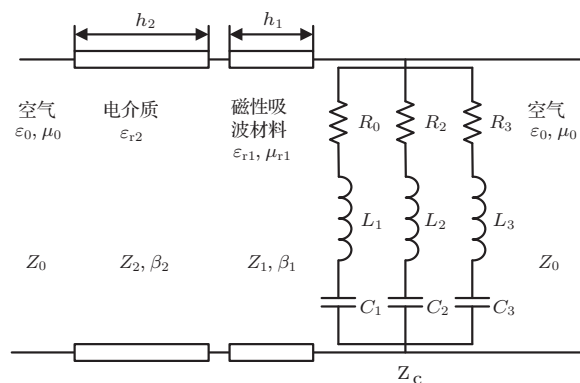 h₂
h₁
空气
ε₀, μ₀
电介质
εr2
磁性吸
波材料
εr1, μr1
R₀
R₂
R₃
空气
ε₀, μ₀
L₁
L₂
L₃
Z₀
Z₂, β₂
Z₁, β₁
Z₀
C₁
C₂
C₃
Zc